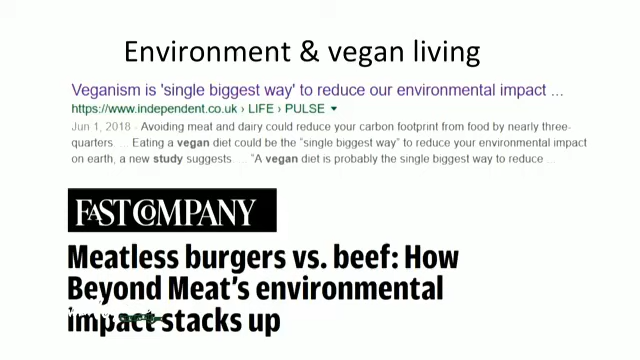 Environment & vegan living
Veganism is 'single biggest way' to reduce our environmental impact ...
https://www.independent.co.uk › LIFE › PULSE ▼
Jun 1, 2018 - Avoiding meat and dairy could reduce your carbon footprint from food by nearly three-
quarters. ... Eating a vegan diet could be the "single biggest way" to reduce your environmental impact
on earth, a new study suggests. ... "A vegan diet is probably the single biggest way to reduce ...
FAST COMPANY
Meatless burgers vs. beef: How
Beyond Meat's environmental
impact stacks up